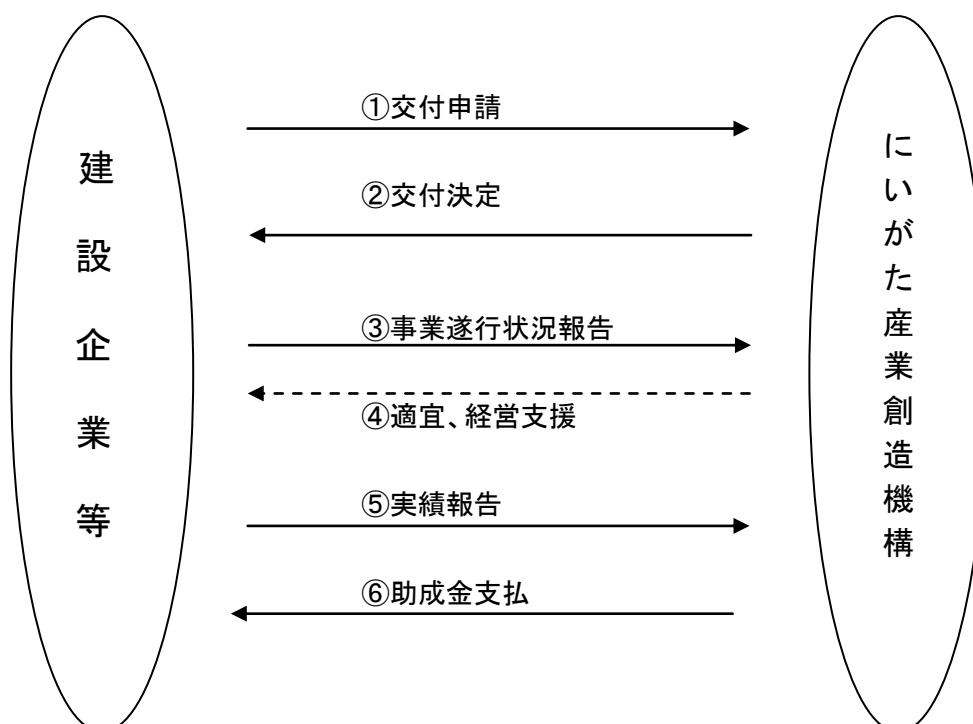 建設企業等
①交付申請
②交付決定
③事業遂行状況報告
④適宜、経営支援
⑤実績報告
⑥助成金支払
にいがた産業創造機構